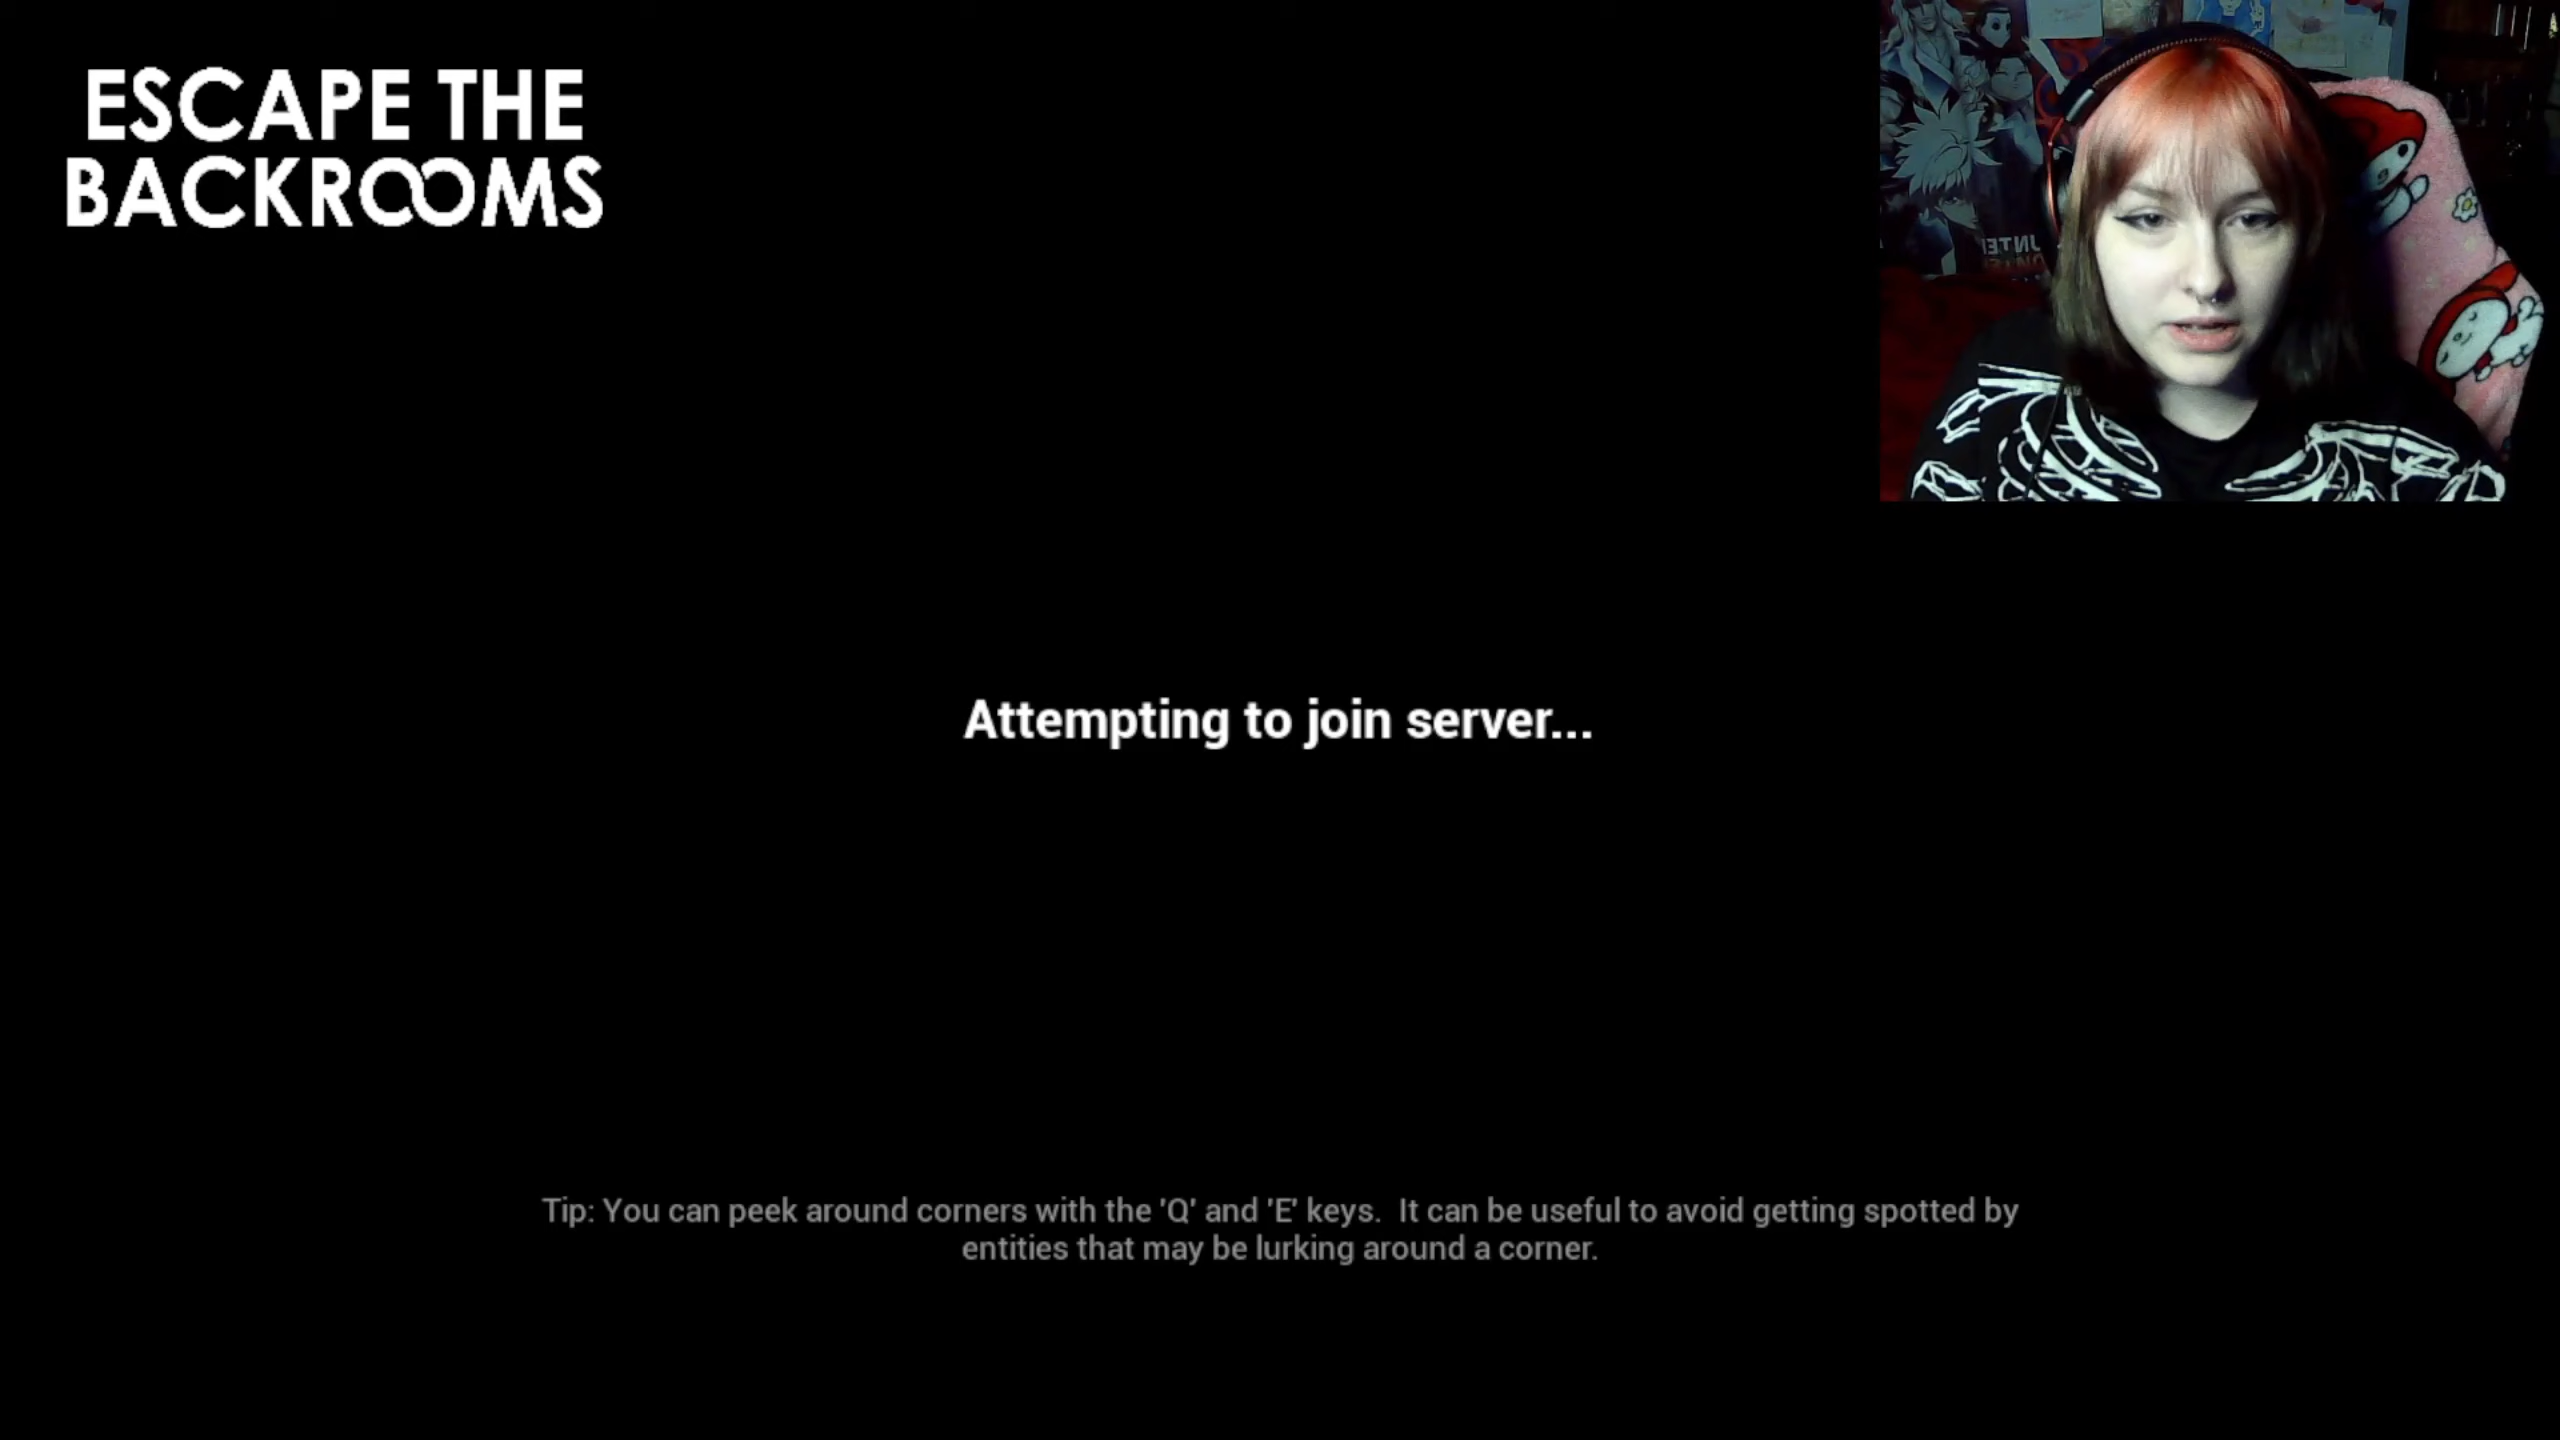 ESCAPE THE
BACKROOMS
Attempting to join server...
Tip: You can peek around corners with the 'Q' and 'E' keys.  It can be useful to avoid getting spotted by
entities that may be lurking around a corner.